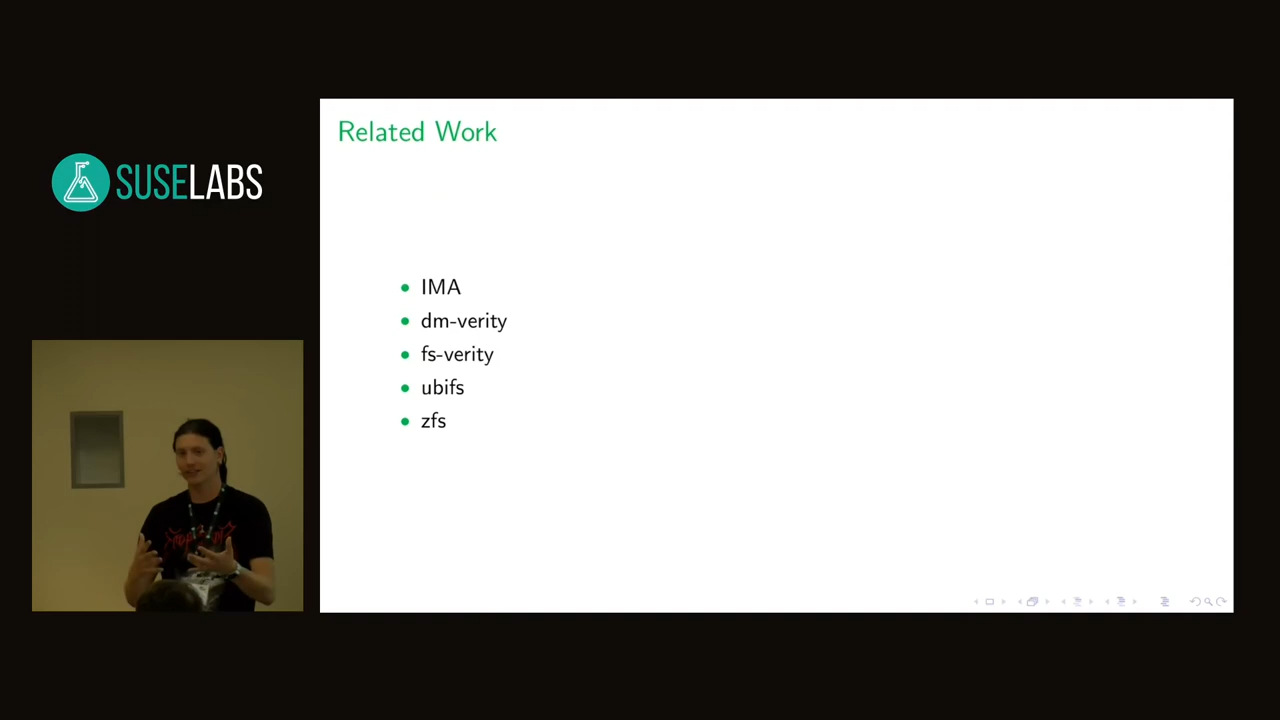 SUSELABS
Related Work
IMA
dm-verity
fs-verity
ubifs
zfs